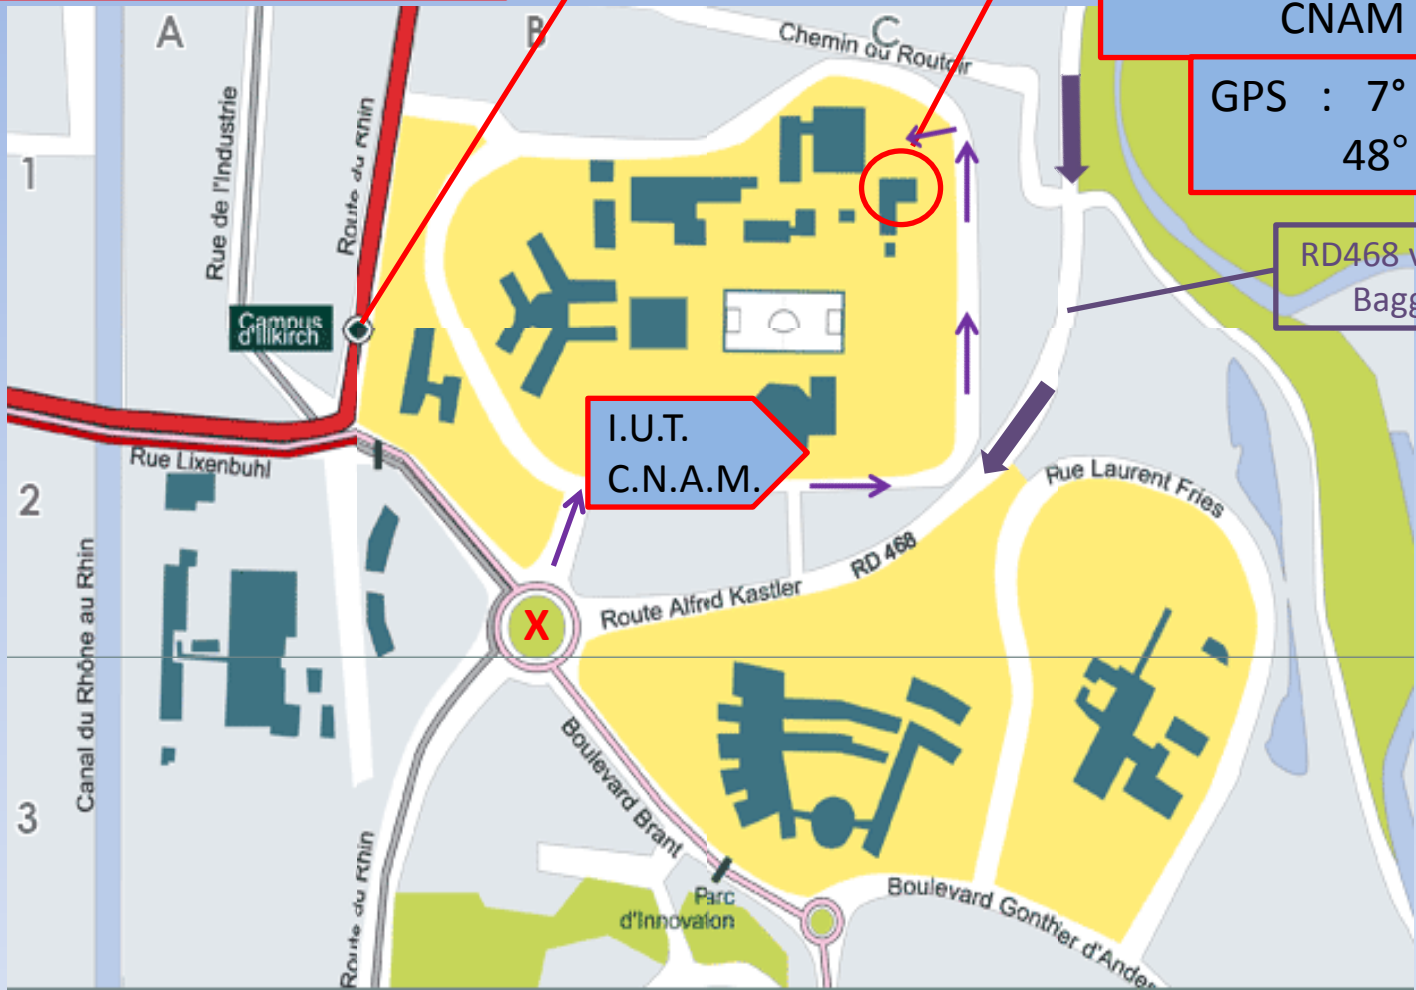 A
B
C
CNAM
GPS : 7°
48°
Chemin du Routoir
1
Rue de l'Industrie
Route du Rhin
RD468 v
Bagg
Campus
d'Illkirch
I.U.T.
C.N.A.M.
Rue Lixenbuhl
Rue Laurent Fries
2
RD 468
Route Alfred Kastler
X
Canal du Rhône au Rhin
3
Boulevard Brant
Route du Rhin
Parc
d'Innovation
Boulevard Gonthier d'Ander